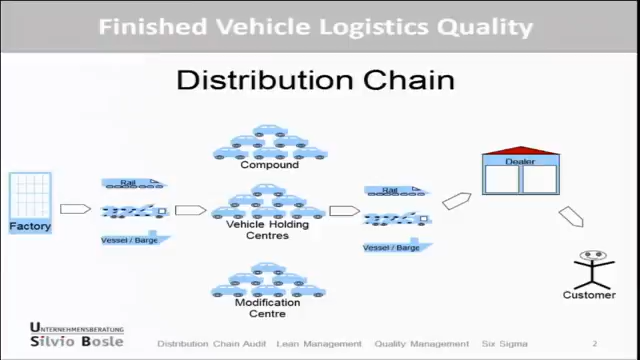 Finished Vehicle Logistics Quality
Distribution Chain
Compound
Rail
Vessel / Barge
Factory
Vehicle Holding
Centres
Rail
Vessel / Barge
Dealer
Modification
Centre
Customer
UNTERNEHMENSBERATUNG
Silvio Bosle
Distribution Chain Audit Lean Management Quality Management Six Sigma
2